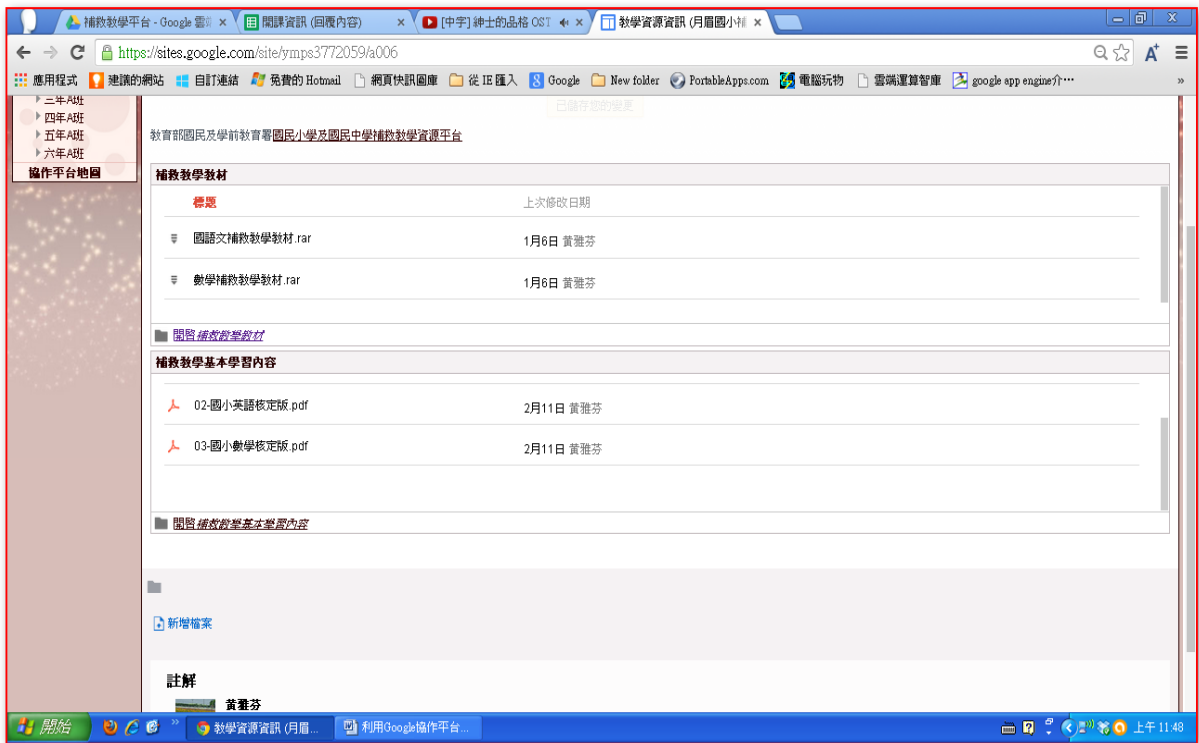 補救教學平台 - Google 雲端
開課資訊 (回覆內容)
[中字] 紳士的品格 OST
教學資源資訊 (月眉國小補
https://sites.google.com/site/ymps3772059/a006
應用程式
建議的網站
自訂連結
免費的 Hotmail
網頁快訊圖庫
從 IE 匯入
Google
New folder
PortableApps.com
電腦玩物
雲端運算智庫
google app engine介…
»
三年A班
四年A班
五年A班
六年A班
協作平台地圖
已儲存您的變更
教育部國民及學前教育署國民小學及國民中學補救教學資源平台
補救教學教材
標題 上次修改日期
國語文補救教學教材.rar 1月6日 黃雅芬
數學補救教學教材.rar 1月6日 黃雅芬
開啟補救教學教材
補救教學基本學習內容
02-國小英語核定版.pdf 2月11日 黃雅芬
03-國小數學核定版.pdf 2月11日 黃雅芬
開啟補救教學基本學習內容
新增檔案
註解
黃雅芬
開始
»
教學資源資訊 (月眉...
利用Google協作平台...
上午 11:48